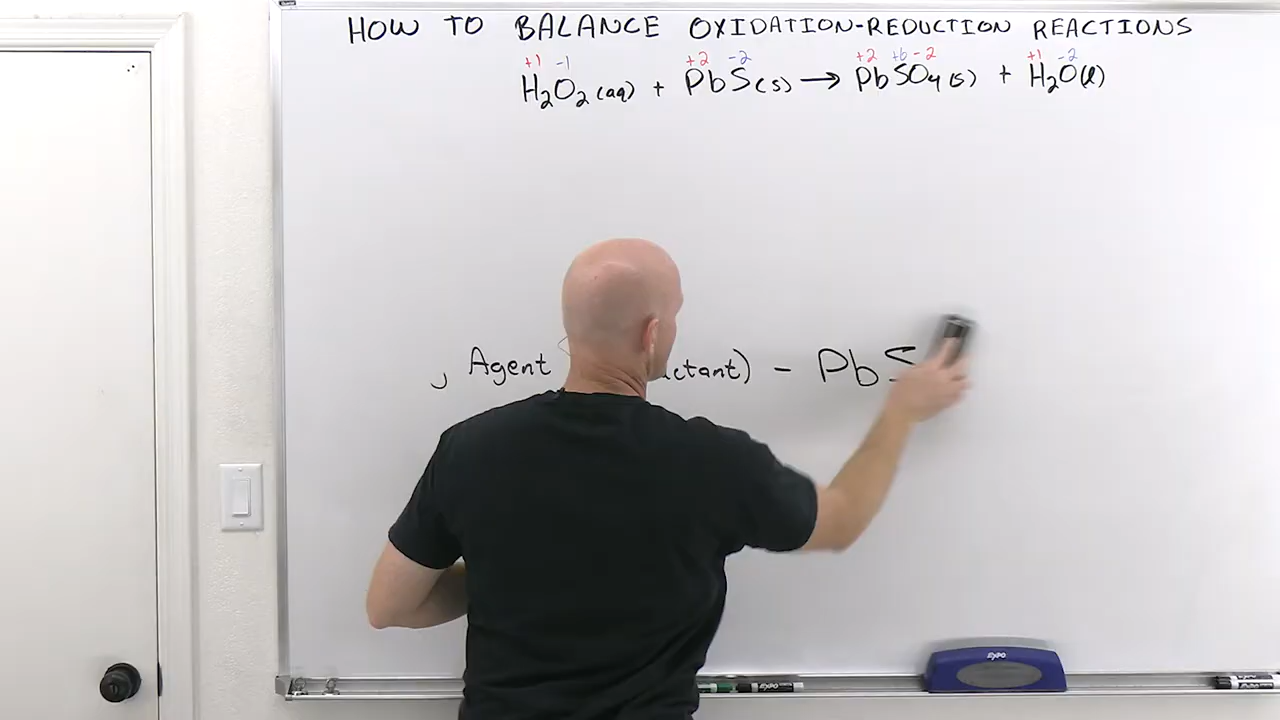 HOW TO BALANCE OXIDATION-REDUCTION REACTIONS
+1 -1 +2 -2 +2 +6 -2 +1 -2
H₂O₂(aq) + PbS(s) → PbSO₄(s) + H₂O(l)
Agent ctant) - PbS
EXPO